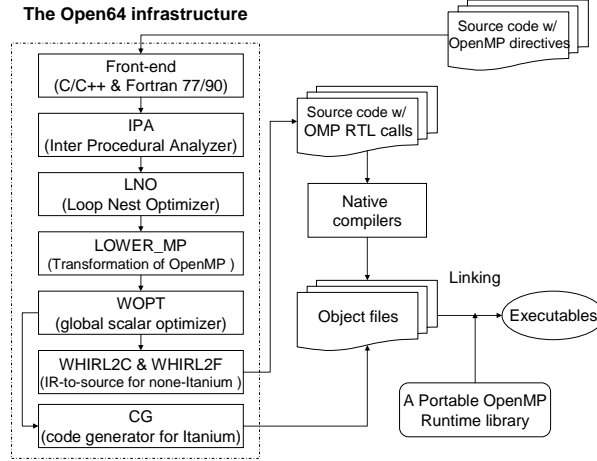 The Open64 infrastructure
Source code w/
OpenMP directives
Front-end
(C/C++ & Fortran 77/90)
IPA
(Inter Procedural Analyzer)
LNO
(Loop Nest Optimizer)
LOWER_MP
(Transformation of OpenMP )
WOPT
(global scalar optimizer)
WHIRL2C & WHIRL2F
(IR-to-source for none-Itanium )
CG
(code generator for Itanium)
Source code w/
OMP RTL calls
Native
compilers
Object files
Linking
Executables
A Portable OpenMP
Runtime library